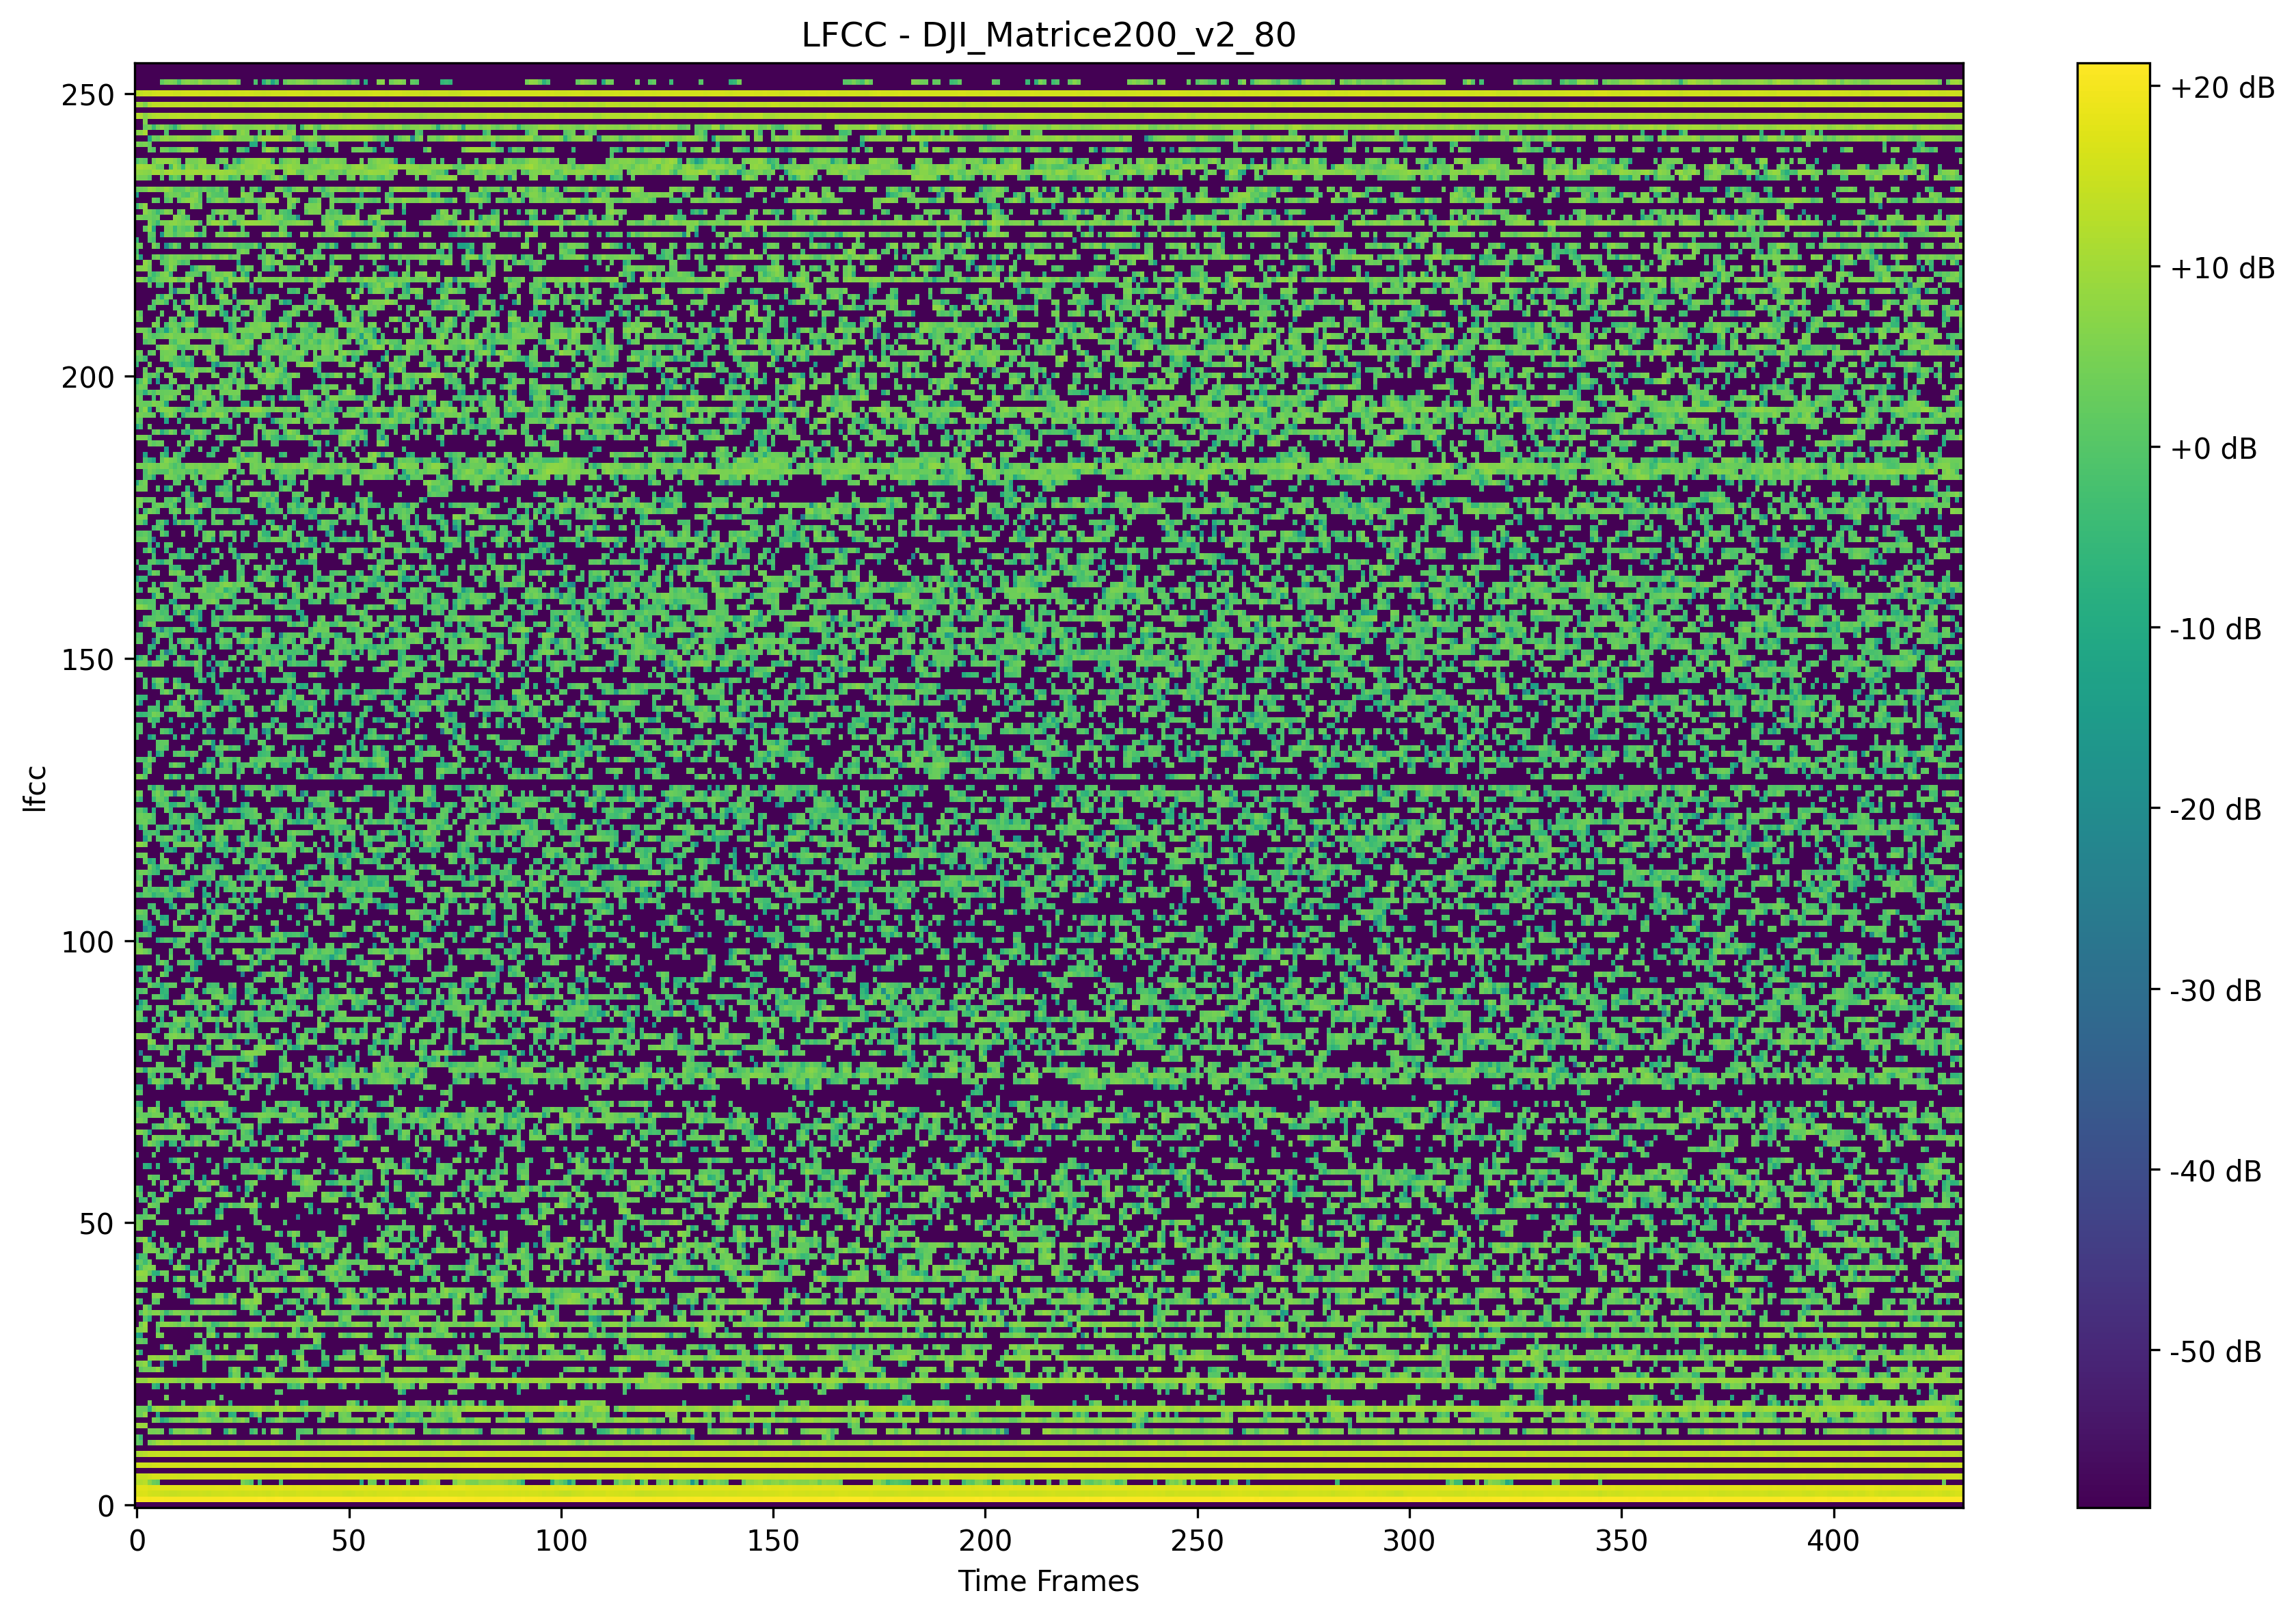 LFCC - DJI_Matrice200_v2_80
250
200
150
100
50
0
lfcc
0 50 100 150 200 250 300 350 400
Time Frames
+20 dB
+10 dB
+0 dB
-10 dB
-20 dB
-30 dB
-40 dB
-50 dB